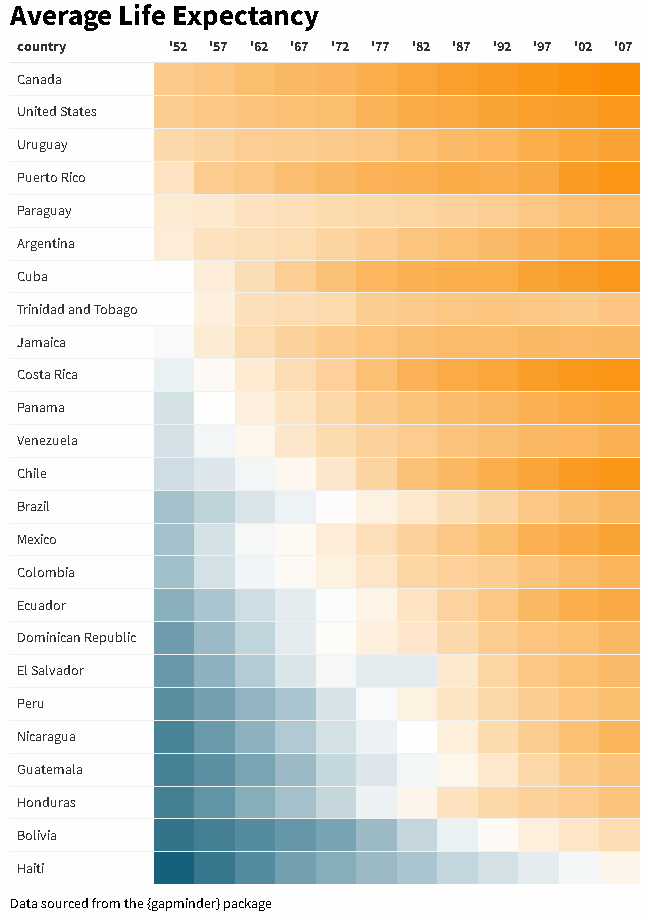 Average Life Expectancy
country '52 '57 '62 '67 '72 '77 '82 '87 '92 '97 '02 '07
Canada
United States
Uruguay
Puerto Rico
Paraguay
Argentina
Cuba
Trinidad and Tobago
Jamaica
Costa Rica
Panama
Venezuela
Chile
Brazil
Mexico
Colombia
Ecuador
Dominican Republic
El Salvador
Peru
Nicaragua
Guatemala
Honduras
Bolivia
Haiti
Data sourced from the {gapminder} package